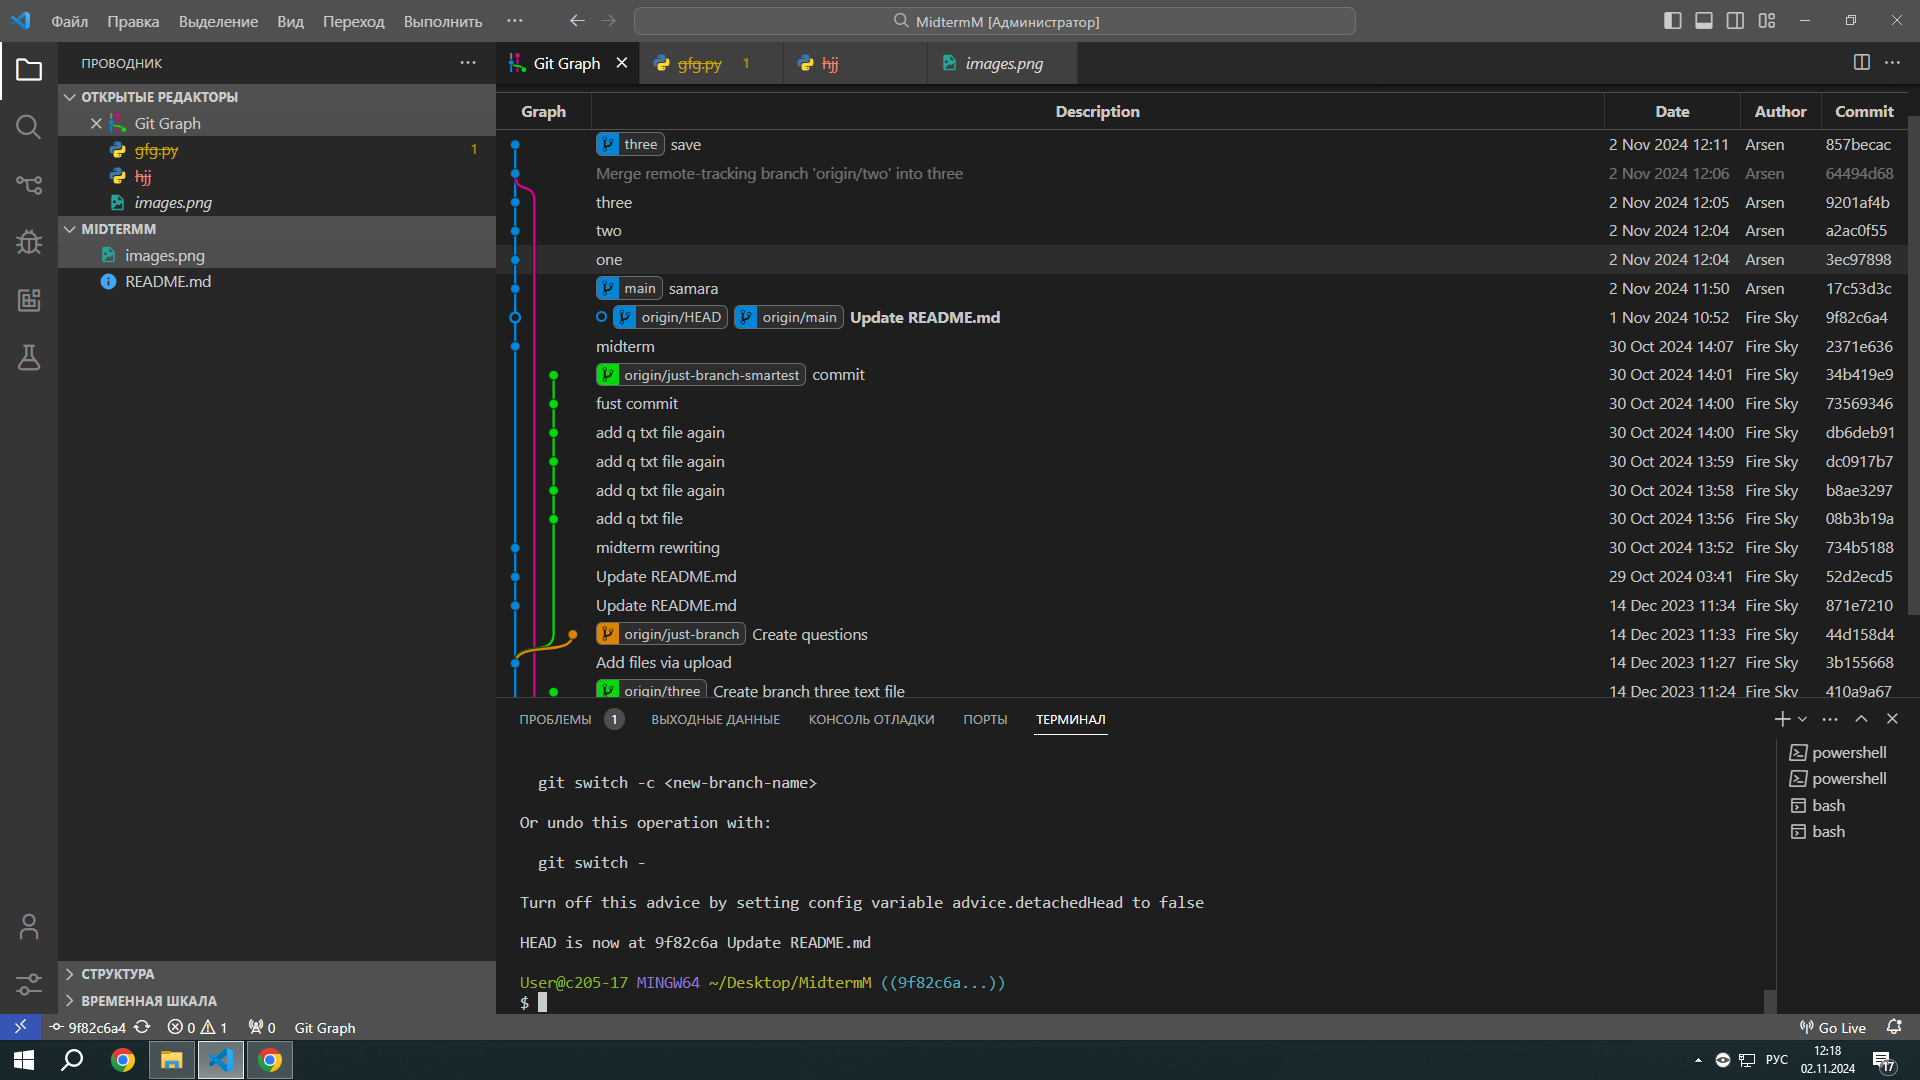 Файл Правка Выделение Вид Переход Выполнить ··· MidtermM [Администратор]
ПРОВОДНИК ···
ОТКРЫТЫЕ РЕДАКТОРЫ
Git Graph
gfg.py 1
hjj
images.png
MIDTERMM
images.png
README.md
СТРУКТУРА
ВРЕМЕННАЯ ШКАЛА
Git Graph gfg.py 1 hjj images.png
Graph Description Date Author Commit
three save 2 Nov 2024 12:11 Arsen 857becac
Merge remote-tracking branch 'origin/two' into three 2 Nov 2024 12:06 Arsen 64494d68
three 2 Nov 2024 12:05 Arsen 9201af4b
two 2 Nov 2024 12:04 Arsen a2ac0f55
one 2 Nov 2024 12:04 Arsen 3ec97898
main samara 2 Nov 2024 11:50 Arsen 17c53d3c
origin/HEAD origin/main Update README.md 1 Nov 2024 10:52 Fire Sky 9f82c6a4
midterm 30 Oct 2024 14:07 Fire Sky 2371e636
origin/just-branch-smartest commit 30 Oct 2024 14:01 Fire Sky 34b419e9
fust commit 30 Oct 2024 14:00 Fire Sky 73569346
add q txt file again 30 Oct 2024 14:00 Fire Sky db6deb91
add q txt file again 30 Oct 2024 13:59 Fire Sky dc0917b7
add q txt file again 30 Oct 2024 13:58 Fire Sky b8ae3297
add q txt file 30 Oct 2024 13:56 Fire Sky 08b3b19a
midterm rewriting 30 Oct 2024 13:52 Fire Sky 734b5188
Update README.md 29 Oct 2024 03:41 Fire Sky 52d2ecd5
Update README.md 14 Dec 2023 11:34 Fire Sky 871e7210
origin/just-branch Create questions 14 Dec 2023 11:33 Fire Sky 44d158d4
Add files via upload 14 Dec 2023 11:27 Fire Sky 3b155668
origin/three Create branch three text file 14 Dec 2023 11:24 Fire Sky 410a9a67
ПРОБЛЕМЫ 1 ВЫХОДНЫЕ ДАННЫЕ КОНСОЛЬ ОТЛАДКИ ПОРТЫ ТЕРМИНАЛ
git switch -c <new-branch-name>
Or undo this operation with:
git switch -
Turn off this advice by setting config variable advice.detachedHead to false
HEAD is now at 9f82c6a Update README.md
User@c205-17 MINGW64 ~/Desktop/MidtermM ((9f82c6a...))
$
powershell
powershell
bash
bash
9f82c6a4 0 1 0 Git Graph Go Live
РУС 12:18
02.11.2024 17